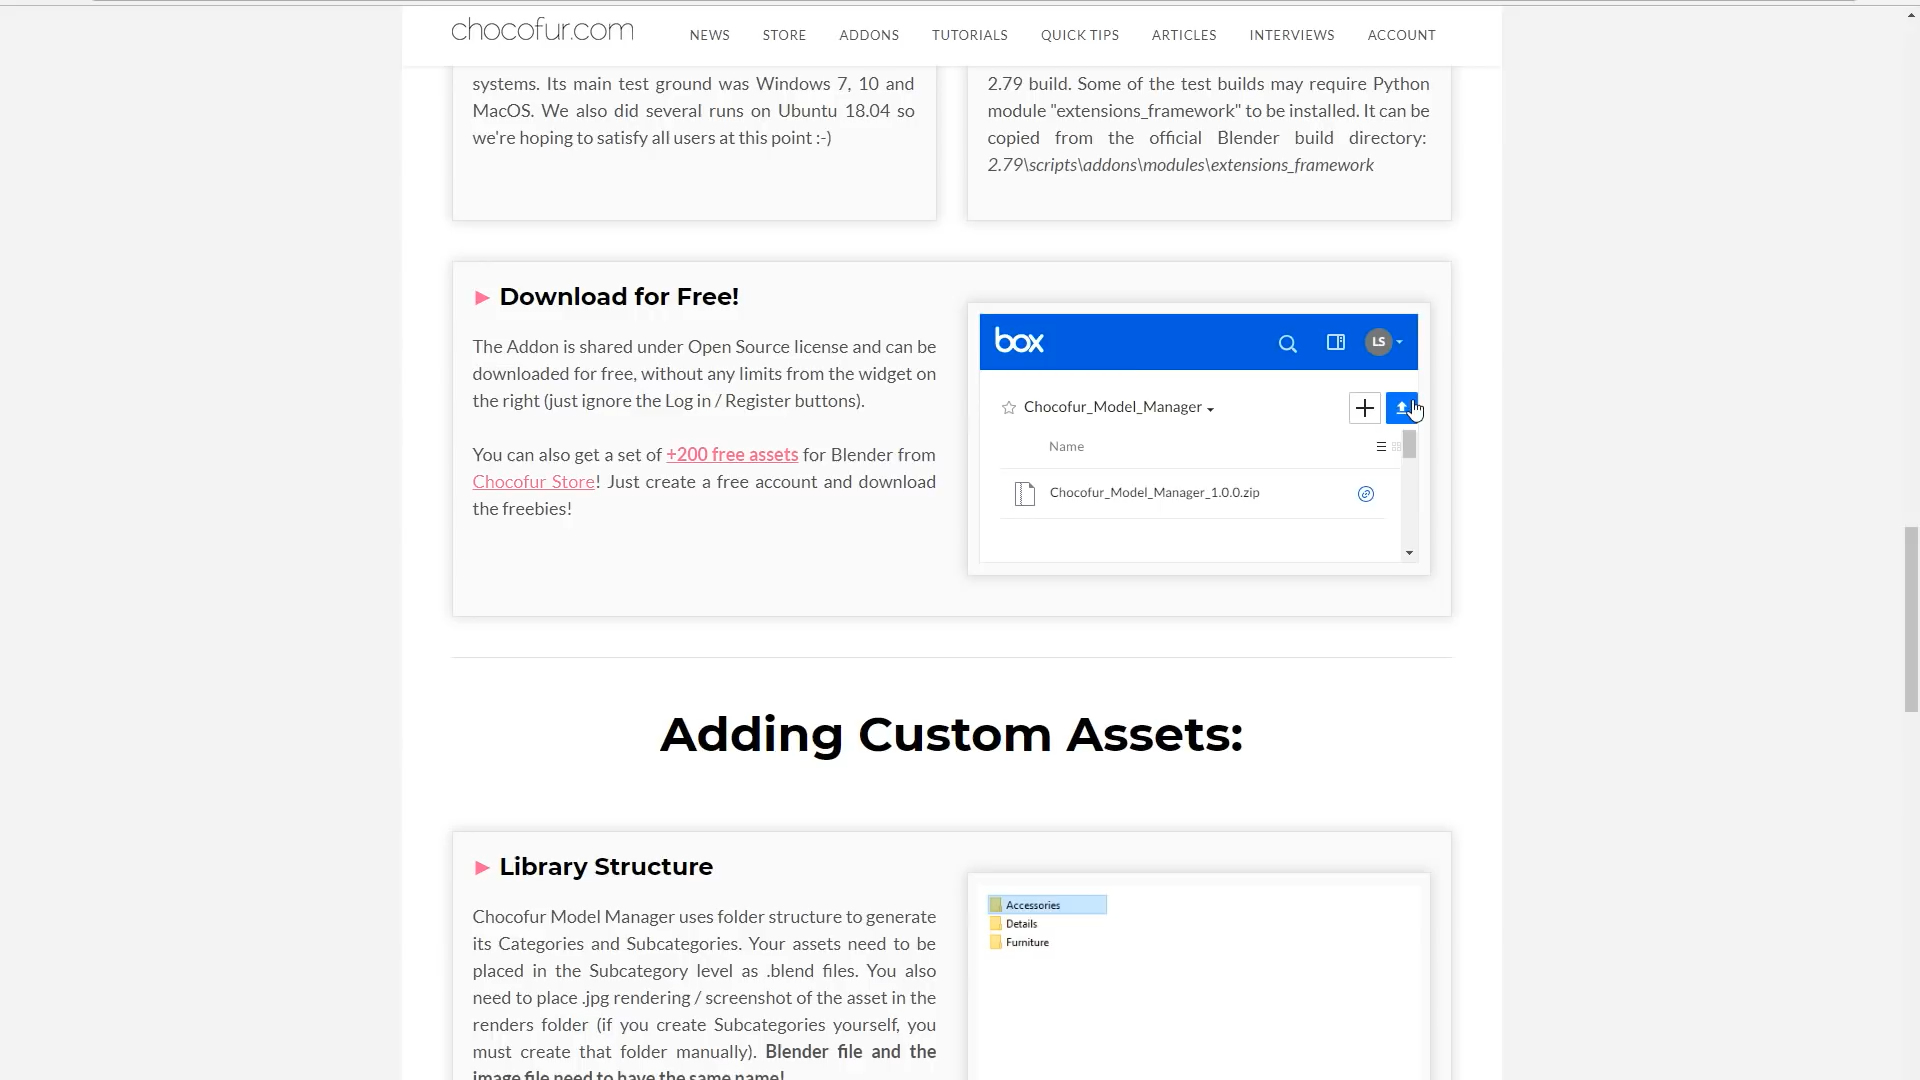 chocofur.com
NEWS
STORE
ADDONS
TUTORIALS
QUICK TIPS
ARTICLES
INTERVIEWS
ACCOUNT
systems. Its main test ground was Windows 7, 10 and
MacOS. We also did several runs on Ubuntu 18.04 so
we're hoping to satisfy all users at this point :-)
2.79 build. Some of the test builds may require Python
module "extensions_framework" to be installed. It can be
copied from the official Blender build directory:
2.79\scripts\addons\modules\extensions_framework
► Download for Free!
The Addon is shared under Open Source license and can be
downloaded for free, without any limits from the widget on
the right (just ignore the Log in / Register buttons).
You can also get a set of +200 free assets for Blender from
Chocofur Store! Just create a free account and download
the freebies!
box
LS
Chocofur_Model_Manager
Name
Chocofur_Model_Manager_1.0.0.zip
Adding Custom Assets:
► Library Structure
Chocofur Model Manager uses folder structure to generate
its Categories and Subcategories. Your assets need to be
placed in the Subcategory level as .blend files. You also
need to place .jpg rendering / screenshot of the asset in the
renders folder (if you create Subcategories yourself, you
must create that folder manually). Blender file and the
image file need to have the same name!
Accessories
Details
Furniture